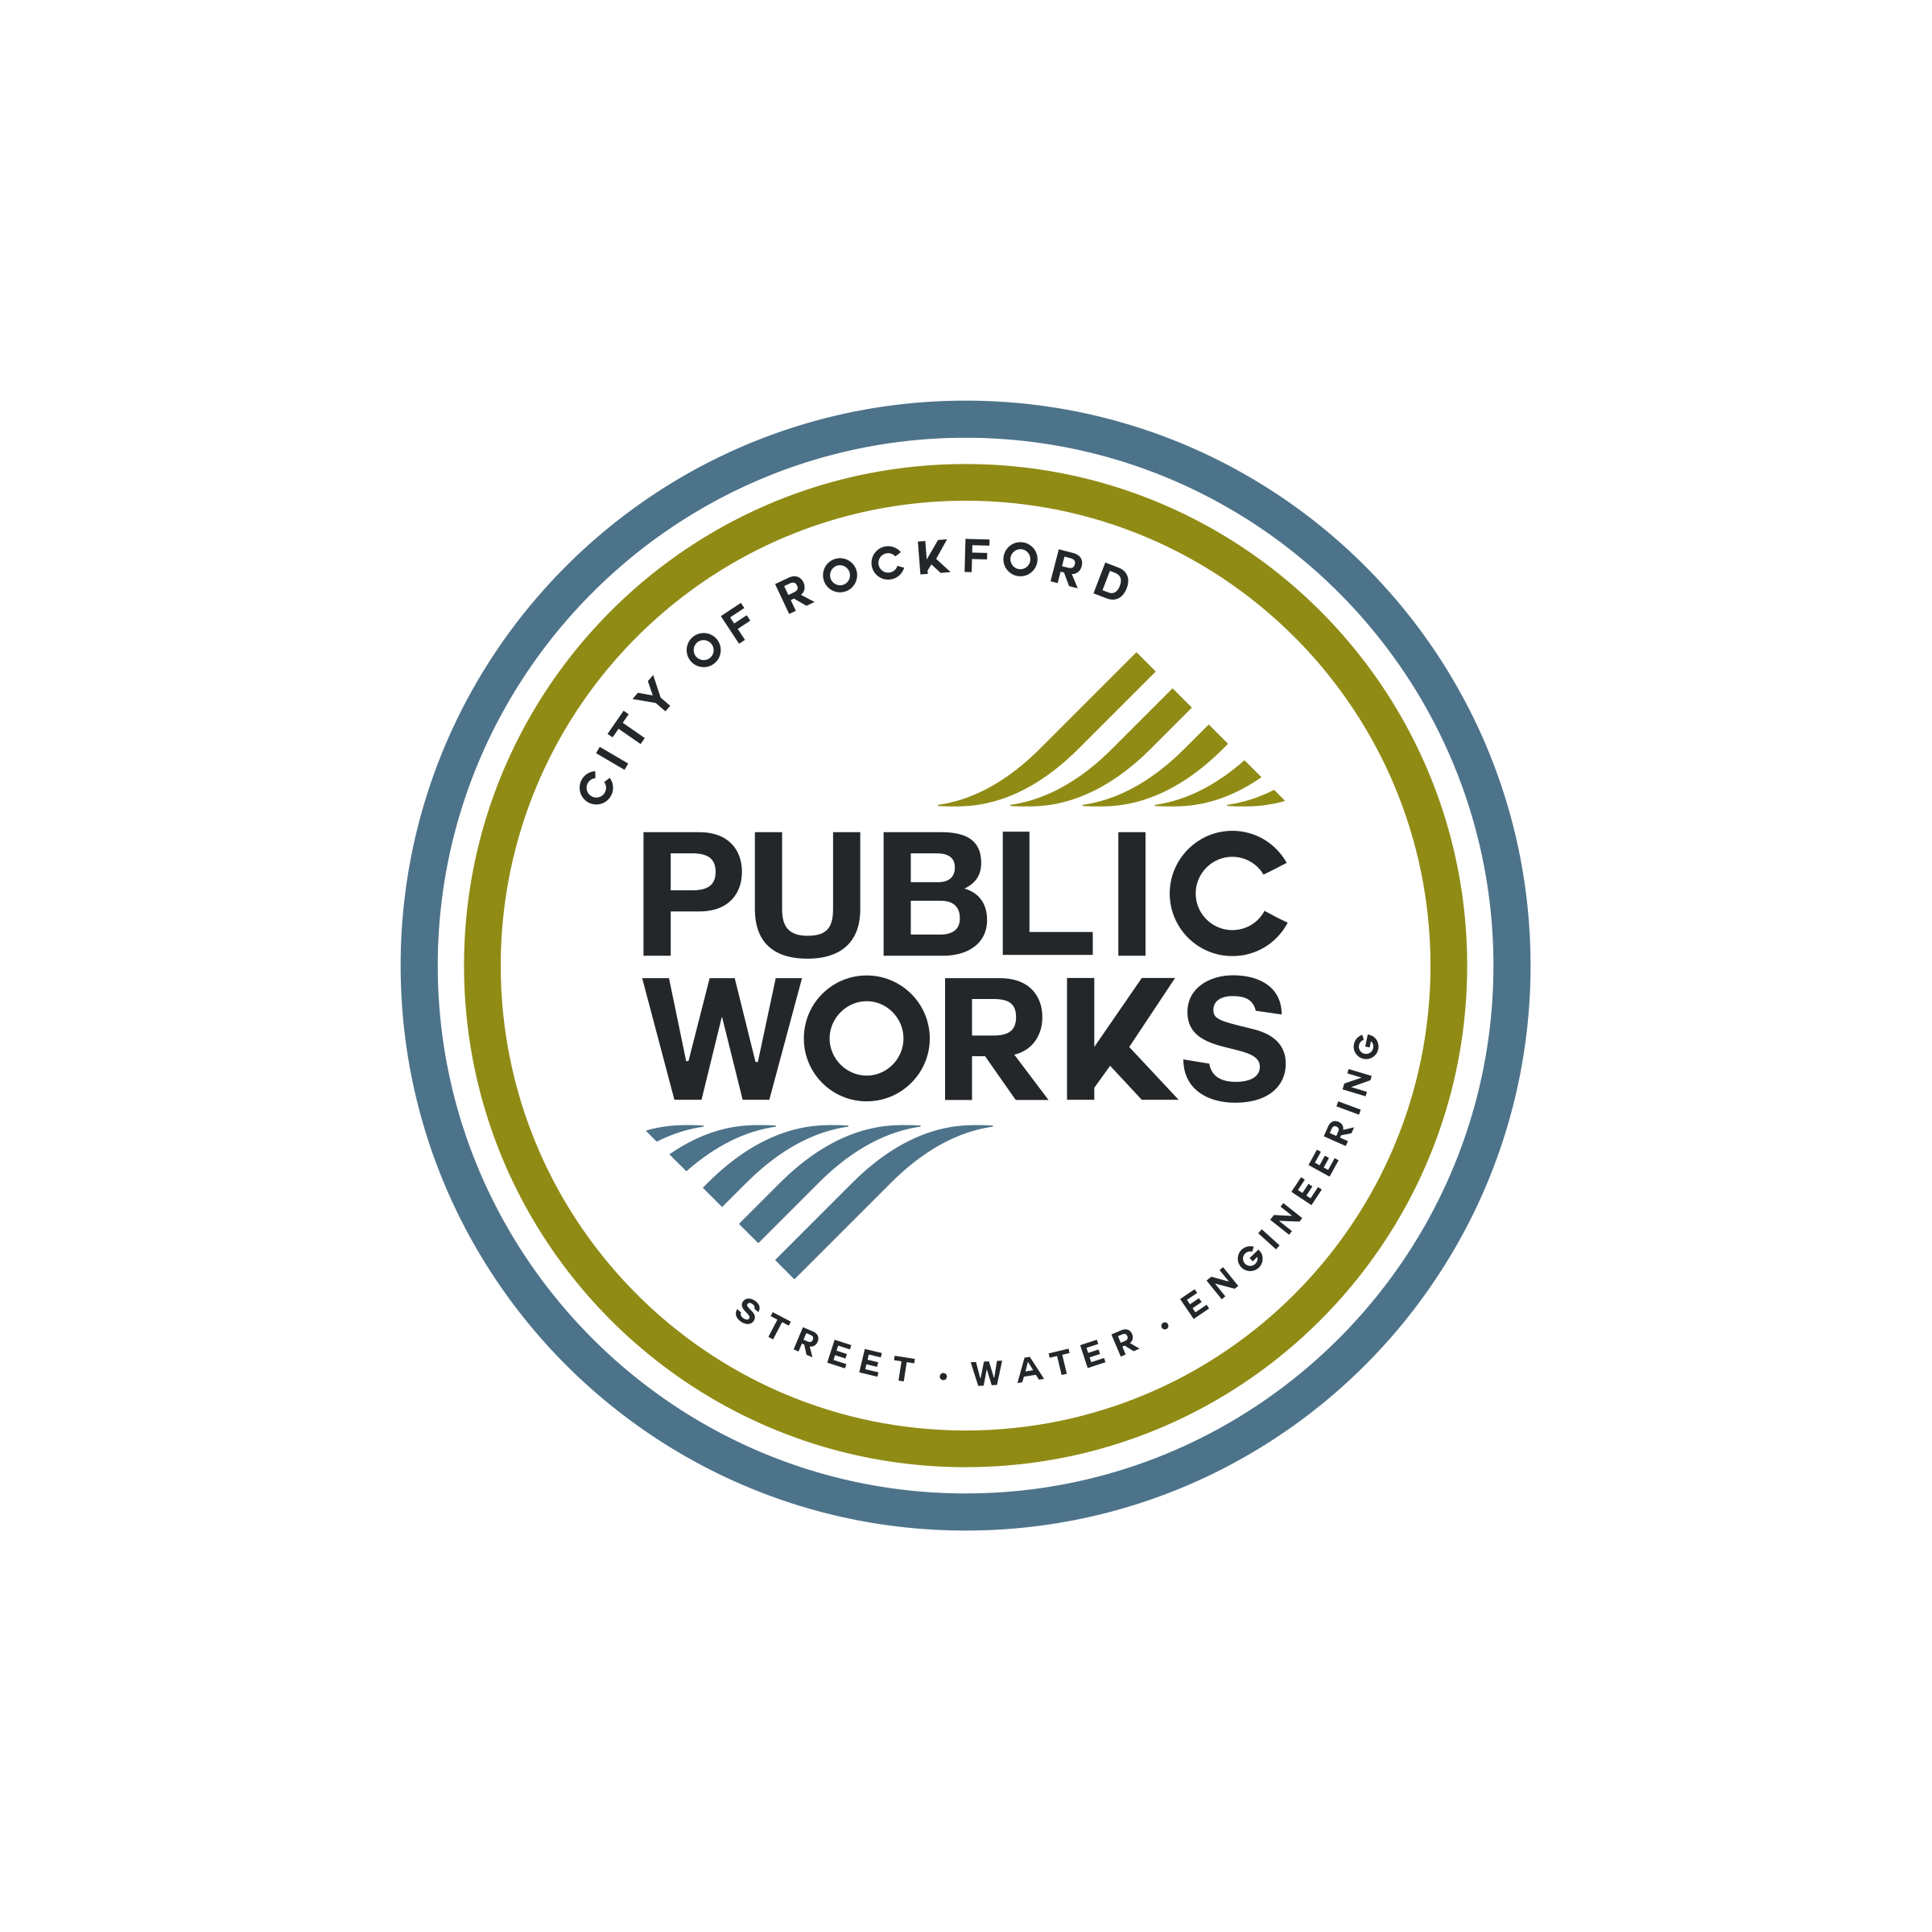 CITY OF ROCKFORD
PUBLIC
WORKS
STREET • WATER • ENGINEERING